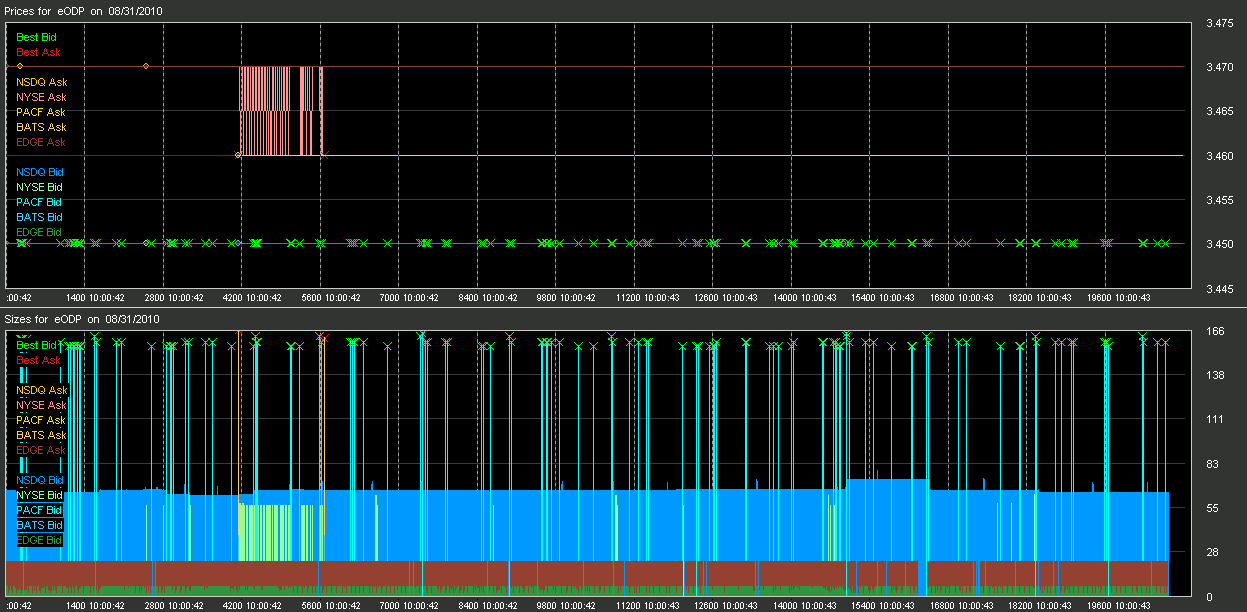 Prices for eODP on 08/31/2010
3.475
Best Bid
Best Ask
3.470
NSDQ Ask
NYSE Ask
PACF Ask
3.465
BATS Ask
EDGE Ask
3.460
NSDQ Bid
NYSE Bid
PACF Bid
3.455
BATS Bid
EDGE Bid
3.450
3.445
:00:42 1400 10:00:42 2800 10:00:42 4200 10:00:42 5600 10:00:42 7000 10:00:42 8400 10:00:42 9800 10:00:42 11200 10:00:43 12600 10:00:43 14000 10:00:43 15400 10:00:43 16800 10:00:43 18200 10:00:43 19600 10:00:43
Sizes for eODP on 08/31/2010
166
Best Bid
Best Ask
138
NSDQ Ask
NYSE Ask
PACF Ask
111
BATS Ask
EDGE Ask
83
NSDQ Bid
NYSE Bid
PACF Bid
55
BATS Bid
EDGE Bid
28
0
:00:42 1400 10:00:42 2800 10:00:42 4200 10:00:42 5600 10:00:42 7000 10:00:42 8400 10:00:42 9800 10:00:42 11200 10:00:43 12600 10:00:43 14000 10:00:43 15400 10:00:43 16800 10:00:43 18200 10:00:43 19600 10:00:43